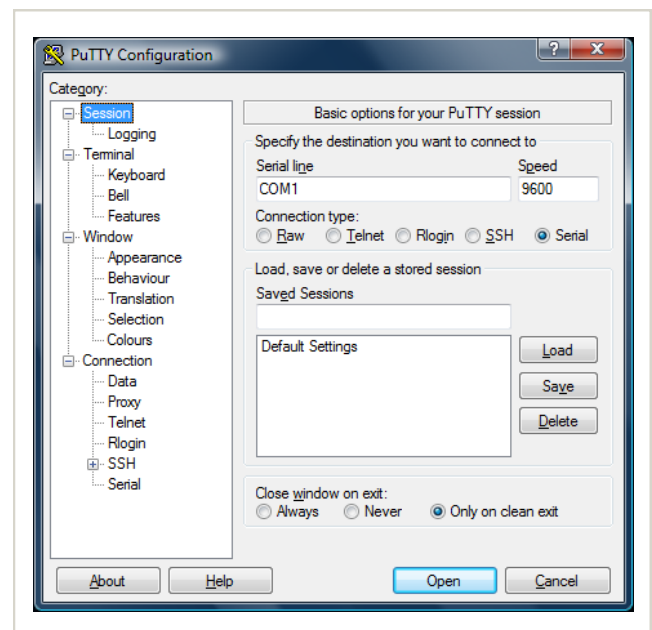 PuTTY Configuration
Category:
Session
Logging
Terminal
Keyboard
Bell
Features
Window
Appearance
Behaviour
Translation
Selection
Colours
Connection
Data
Proxy
Telnet
Rlogin
SSH
Serial
Basic options for your PuTTY session
Specify the destination you want to connect to
Serial line Speed
COM1 9600
Connection type:
Raw Telnet Rlogin SSH Serial
Load, save or delete a stored session
Saved Sessions
Default Settings
Load
Save
Delete
Close window on exit:
Always Never Only on clean exit
About Help Open Cancel